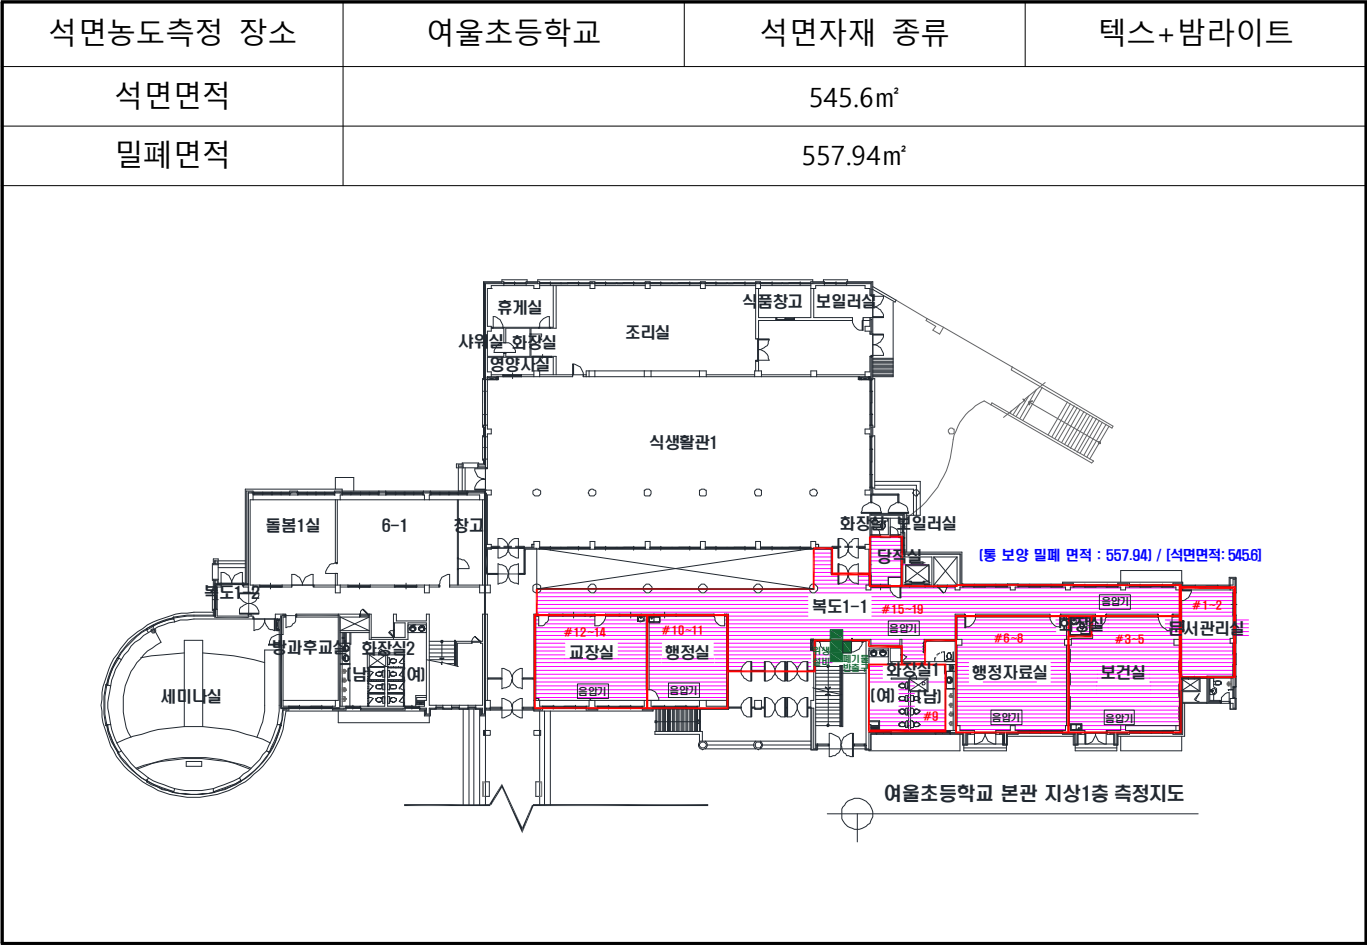 석면농도측정 장소 여울초등학교 석면자재 종류 텍스+밤라이트
석면면적 545.6㎡
밀폐면적 557.94㎡
휴게실
식품창고 보일러실
조리실
샤워실 화장실
영양사실
식생활관1
돌봄1실 6-1 창고
화장실 보일러실
당직실
(통 보양 밀폐 면적 : 557.94) / (석면면적: 545.6)
복도1-2
복도1-1
#15~19
음압기
#1~2
음압기
#12~14
#10~11
#6~8
#3~5
문서관리실
방과후교실
화장실2
(남) (여)
세미나실
교장실
행정실
화장실1
(여) (남)
행정자료실
보건실
음압기
음압기
#9
음압기
음압기
여울초등학교 본관 지상1층 측정지도